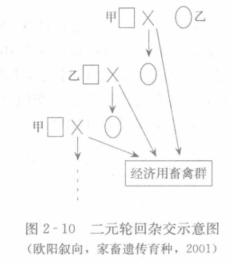 甲 乙
乙
甲
经济用畜禽群
图 2-10 二元轮回杂交示意图
(欧阳叙向，家畜遗传育种，2001)